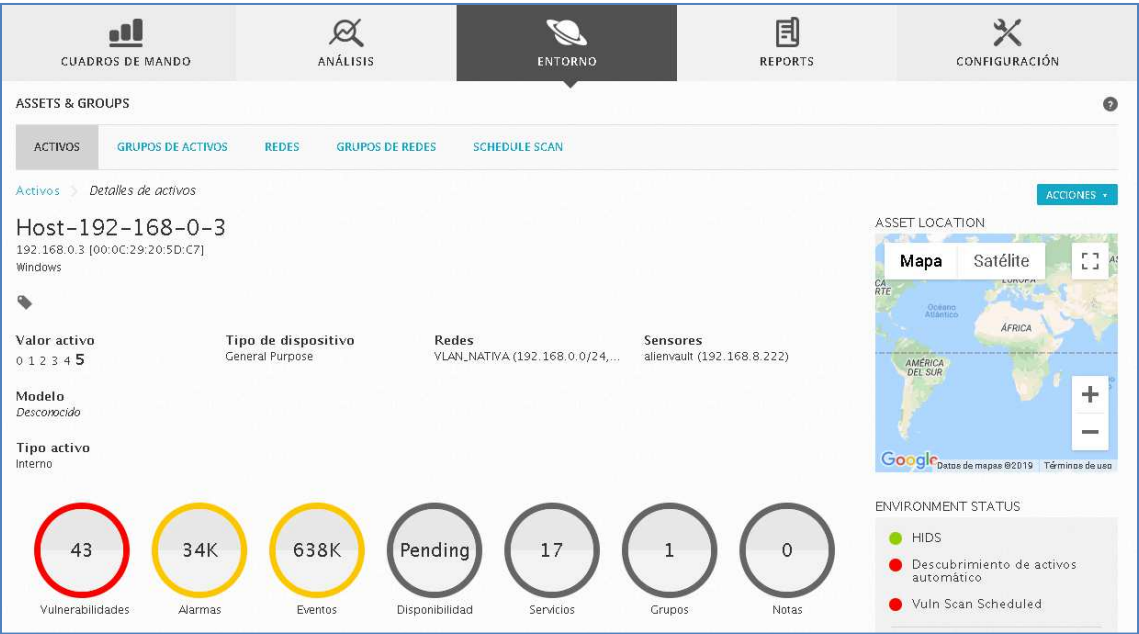 CUADROS DE MANDO
ANÁLISIS
ENTORNO
REPORTS
CONFIGURACIÓN
ASSETS & GROUPS
?
ACTIVOS
GRUPOS DE ACTIVOS
REDES
GRUPOS DE REDES
SCHEDULE SCAN
Activos > Detalles de activos
ACCIONES
Host-192-168-0-3
192.168.0.3 [00:0C:29:20:5D:C7]
Windows
Valor activo
0 1 2 3 4 5
Tipo de dispositivo
General Purpose
Redes
VLAN_NATIVA (192.168.0.0/24,...
Sensores
alienvault (192.168.8.222)
Modelo
Desconocido
Tipo activo
Interno
43
Vulnerabilidades
34K
Alarmas
638K
Eventos
Pending
Disponibilidad
17
Servicios
1
Grupos
0
Notas
ASSET LOCATION
Mapa
Satélite
EUROPA
Océano
Atlántico
ÁFRICA
AMÉRICA
DEL SUR
+
−
Google
Datos de mapas ©2019
Términos de uso
ENVIRONMENT STATUS
HIDS
Descubrimiento de activos
automático
Vuln Scan Scheduled